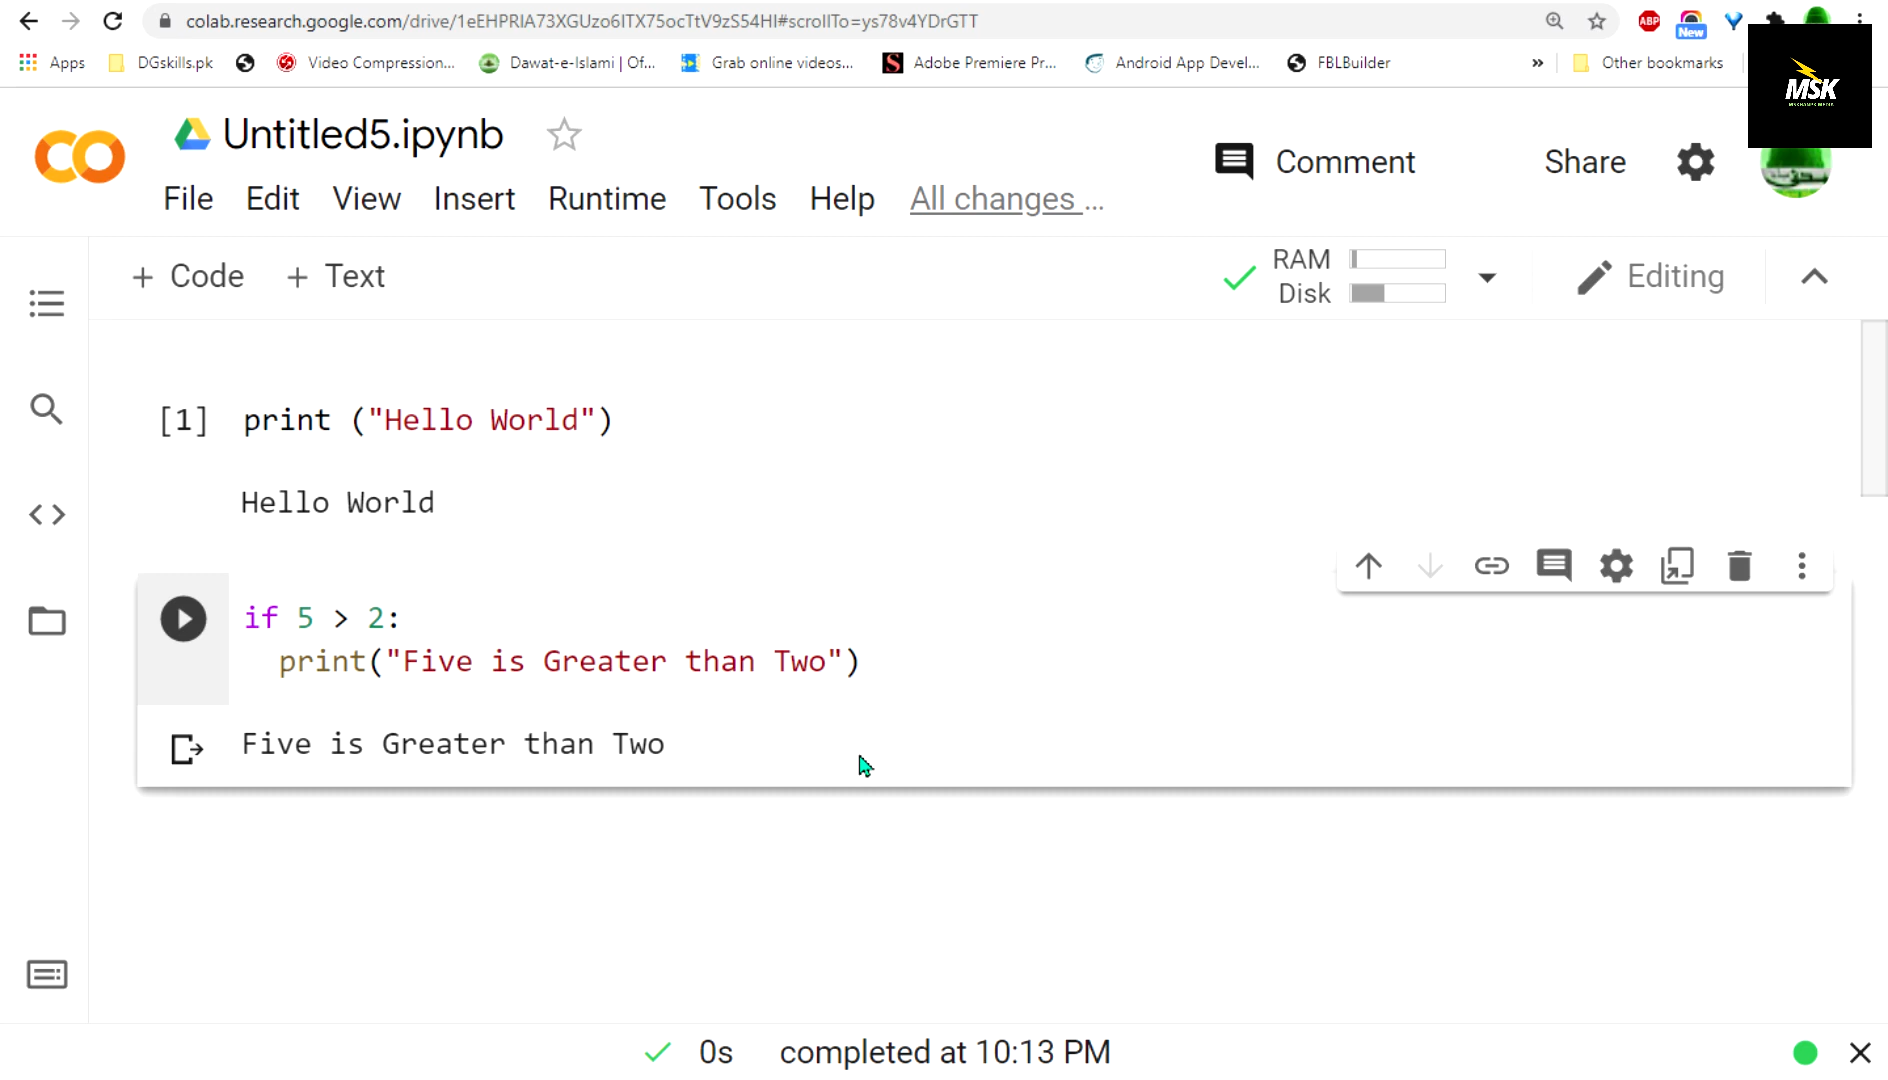 colab.research.google.com/drive/1eEHPRIA73XGUzo6ITX75ocTtV9zS54HI#scrollTo=ys78v4YDrGTT
ABP
New
Apps DGskills.pk Video Compression... Dawat-e-Islami | Of... Grab online videos... Adobe Premiere Pr... Android App Devel... FBLBuilder » Other bookmarks
MSK
Untitled5.ipynb
Comment Share
File Edit View Insert Runtime Tools Help All changes ...
+ Code + Text
RAM
Disk
Editing
[1] print ("Hello World")
Hello World
if 5 > 2:
print("Five is Greater than Two")
Five is Greater than Two
0s completed at 10:13 PM